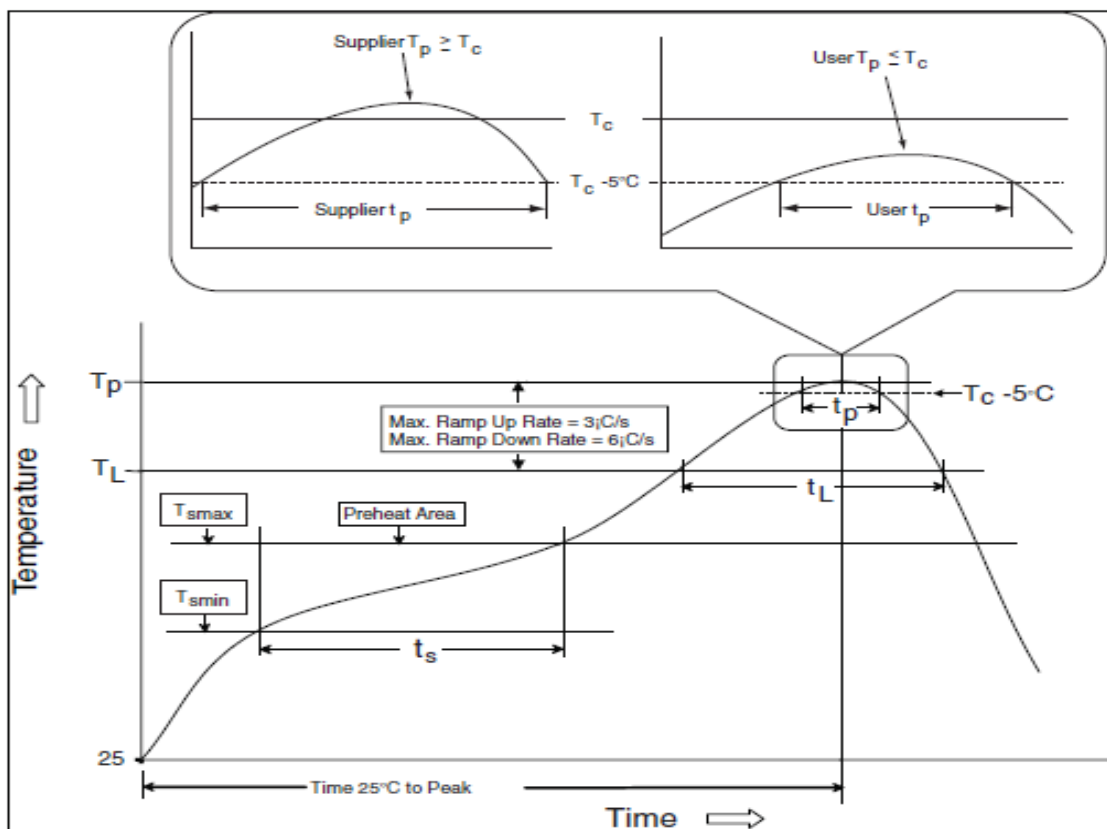 Supplier Tp ≥ Tc
User Tp ≤ Tc
Tc
Tc -5°C
Supplier tp
User tp
Tp
Tc -5°C
tp
Max. Ramp Up Rate = 3¡C/s
Max. Ramp Down Rate = 6¡C/s
TL
tL
Tsmax
Preheat Area
Tsmin
ts
Temperature
25
Time 25°C to Peak
Time